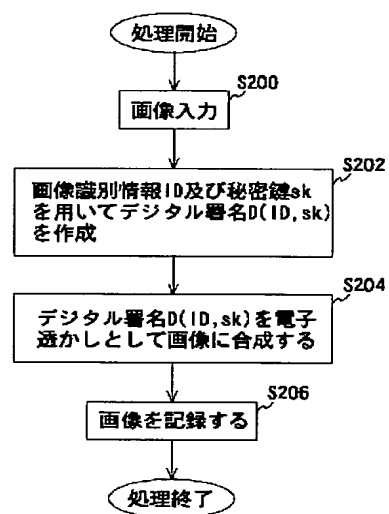 処理開始
S200
画像入力
S202
画像識別情報ID及び秘密鍵sk
を用いてデジタル署名D(ID,sk)
を作成
S204
デジタル署名D(ID,sk)を電子
透かしとして画像に合成する
S206
画像を記録する
処理終了